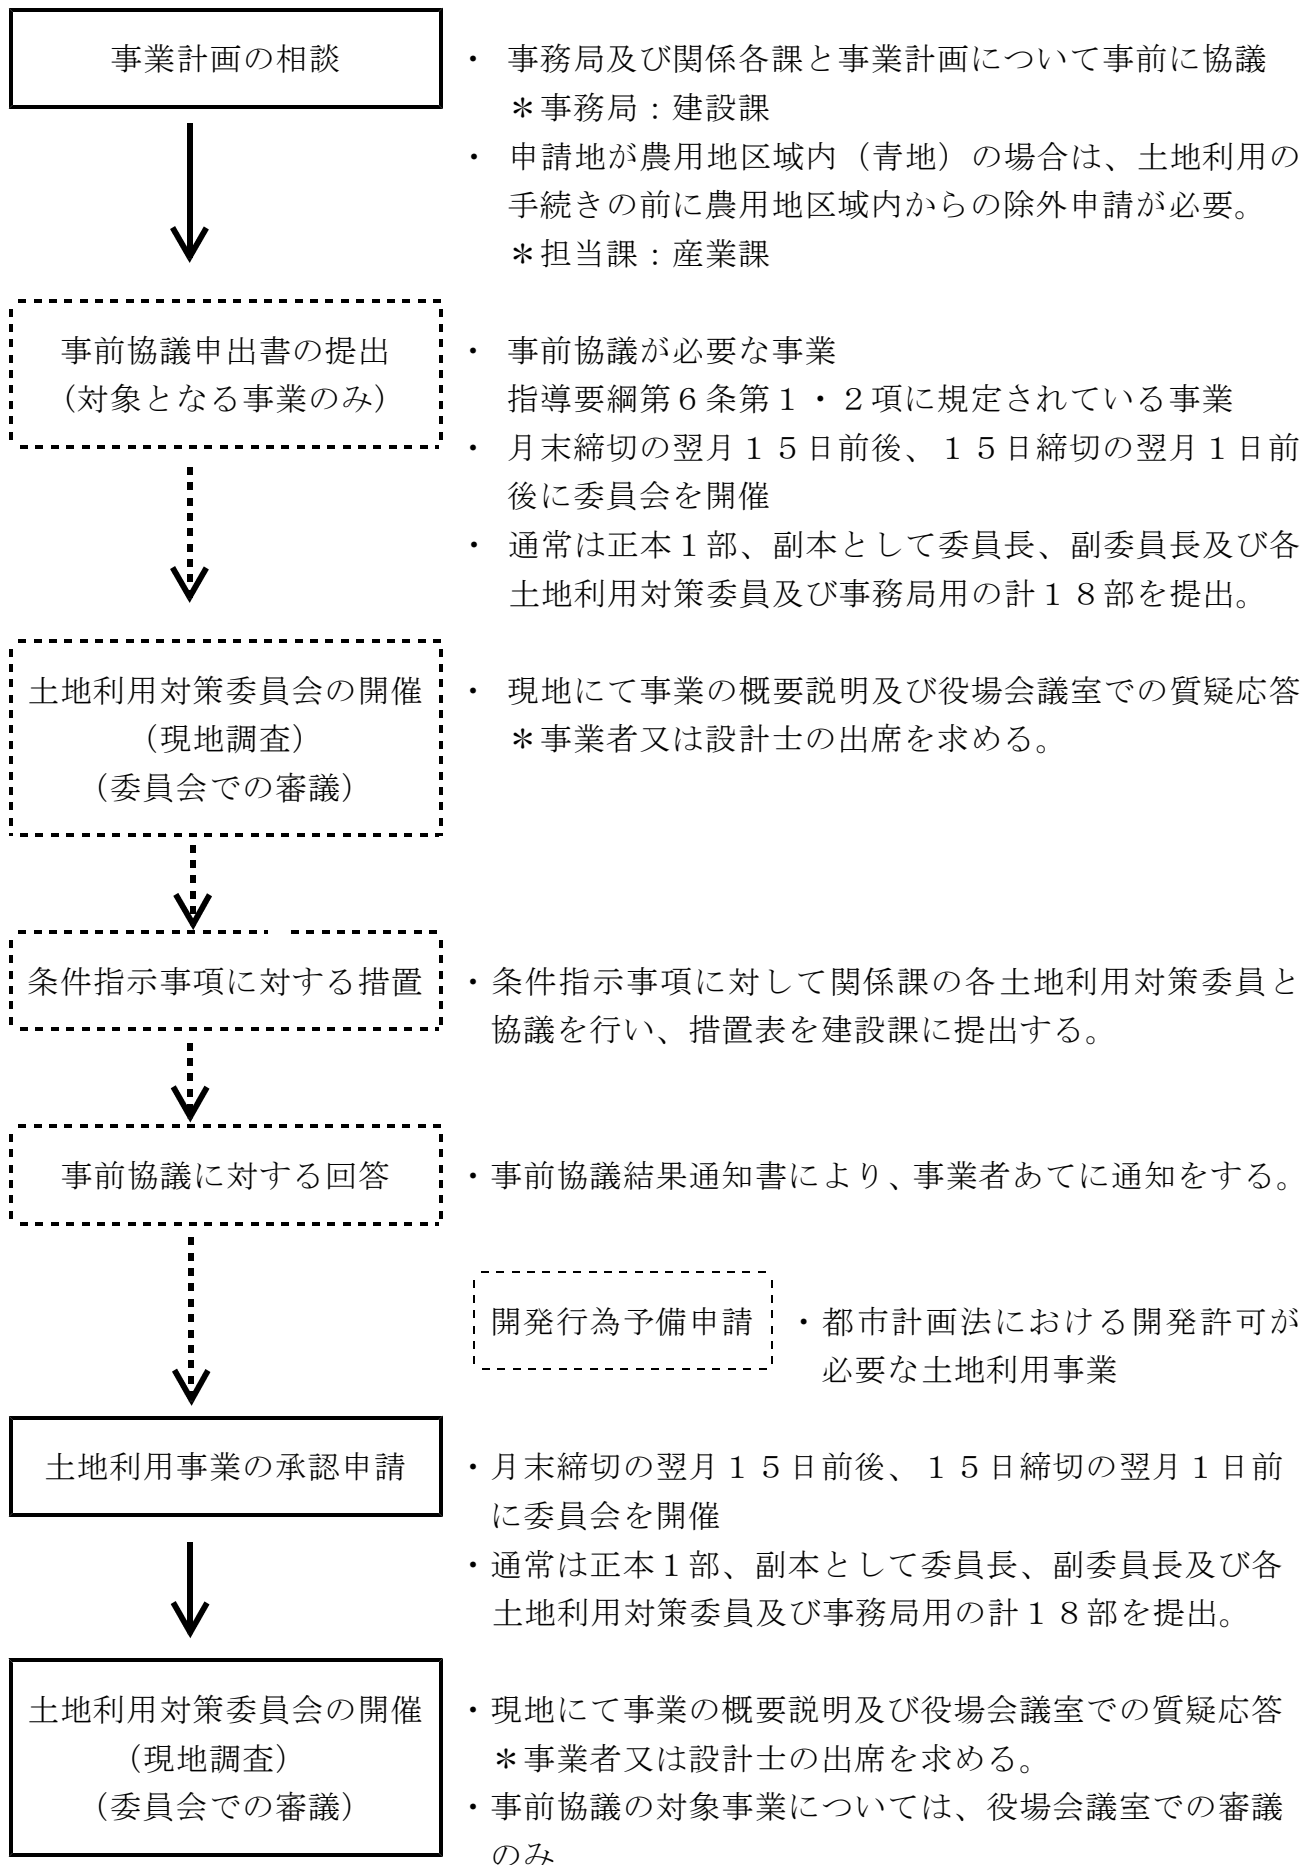 事業計画の相談
・ 事務局及び関係各課と事業計画について事前に協議
＊事務局：建設課
・ 申請地が農用地区域内（青地）の場合は、土地利用の
手続きの前に農用地区域内からの除外申請が必要。
＊担当課：産業課
事前協議申出書の提出
（対象となる事業のみ）
・ 事前協議が必要な事業
指導要綱第６条第１・２項に規定されている事業
・ 月末締切の翌月１５日前後、１５日締切の翌月１日前
後に委員会を開催
・ 通常は正本１部、副本として委員長、副委員長及び各
土地利用対策委員及び事務局用の計１８部を提出。
土地利用対策委員会の開催
（現地調査）
（委員会での審議）
・ 現地にて事業の概要説明及び役場会議室での質疑応答
＊事業者又は設計士の出席を求める。
条件指示事項に対する措置
・条件指示事項に対して関係課の各土地利用対策委員と
協議を行い、措置表を建設課に提出する。
事前協議に対する回答
・事前協議結果通知書により、事業者あてに通知をする。
開発行為予備申請
・都市計画法における開発許可が
必要な土地利用事業
土地利用事業の承認申請
・月末締切の翌月１５日前後、１５日締切の翌月１日前
に委員会を開催
・通常は正本１部、副本として委員長、副委員長及び各
土地利用対策委員及び事務局用の計１８部を提出。
土地利用対策委員会の開催
（現地調査）
（委員会での審議）
・現地にて事業の概要説明及び役場会議室での質疑応答
＊事業者又は設計士の出席を求める。
・事前協議の対象事業については、役場会議室での審議
のみ